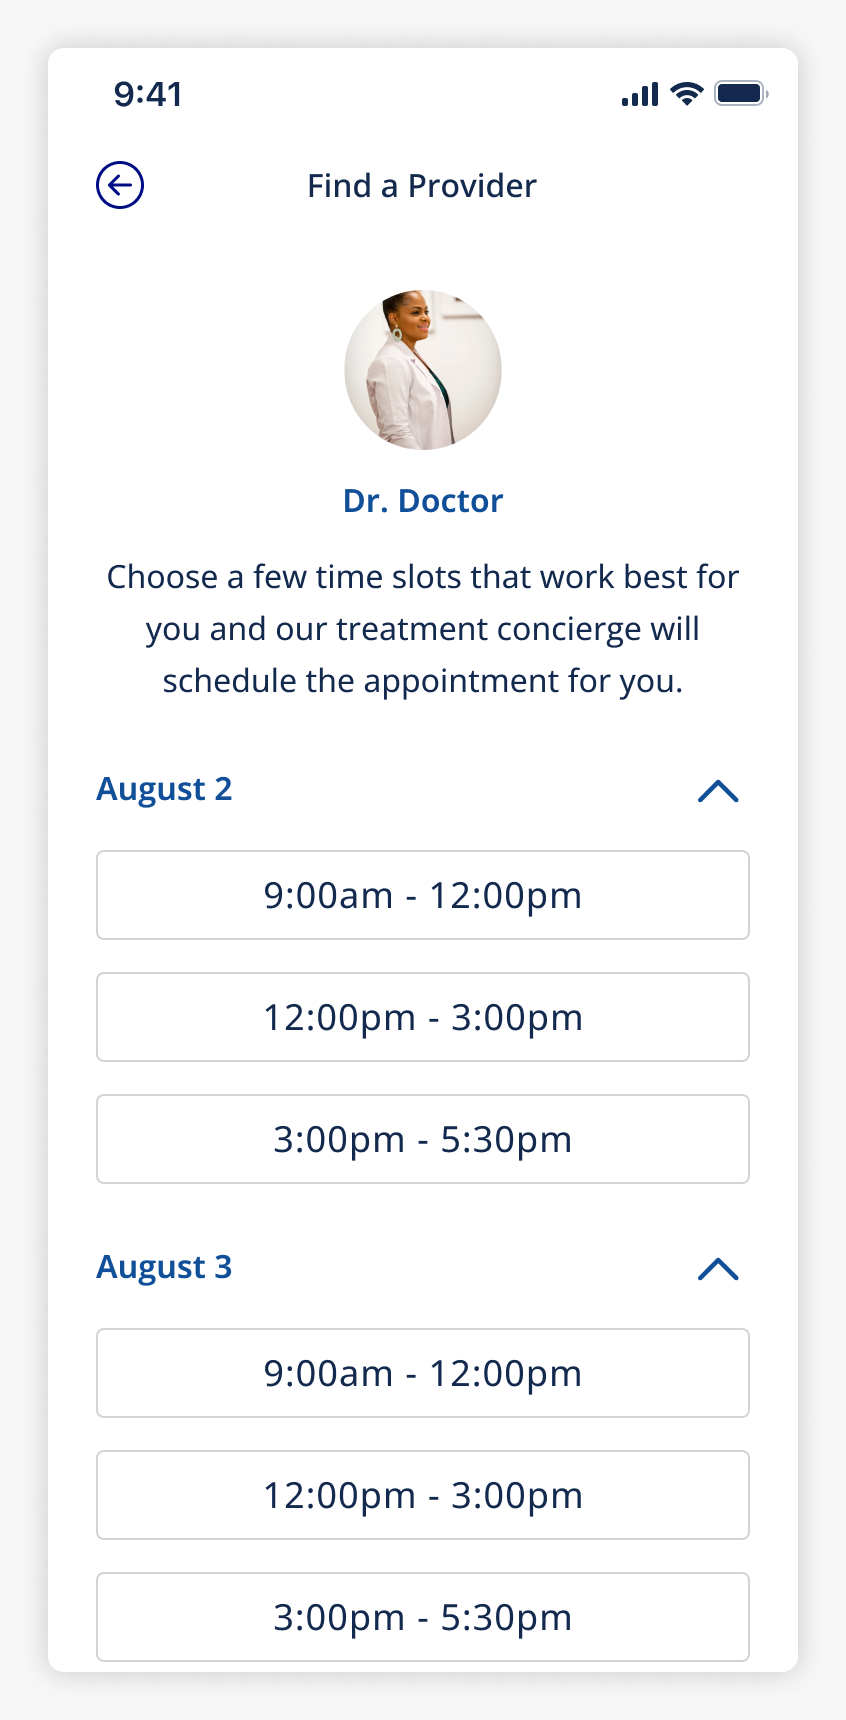 9:41
Find a Provider
Dr. Doctor
Choose a few time slots that work best for
you and our treatment concierge will
schedule the appointment for you.
August 2
9:00am - 12:00pm
12:00pm - 3:00pm
3:00pm - 5:30pm
August 3
9:00am - 12:00pm
12:00pm - 3:00pm
3:00pm - 5:30pm